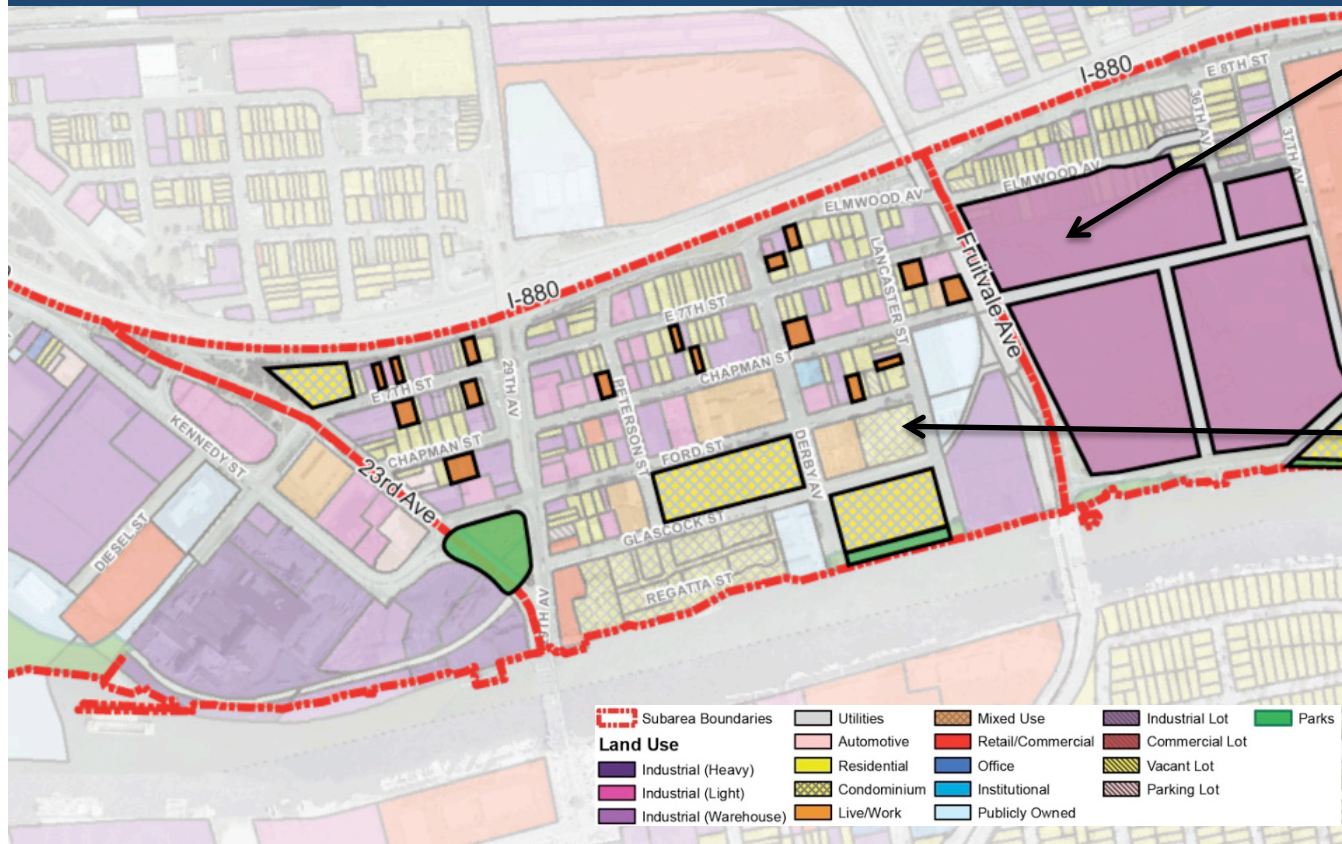 I-880
E 8TH ST
36TH AV
37TH AV
ELMWOOD AV
ELMWOOD AV
LANCASTER ST
Fruitvale Ave
I-880
E 7TH ST
CHAPMAN ST
29TH AV
PETERSON ST
E 7TH ST
CHAPMAN ST
KENNEDY ST
23rd Ave
FORD ST
DERBY AV
GLASCOCK ST
REGATTA ST
DIESEL ST
Subarea Boundaries
Land Use
Industrial (Heavy)
Industrial (Light)
Industrial (Warehouse)
Utilities
Automotive
Residential
Condominium
Live/Work
Mixed Use
Retail/Commercial
Office
Institutional
Publicly Owned
Industrial Lot
Commercial Lot
Vacant Lot
Parking Lot
Parks